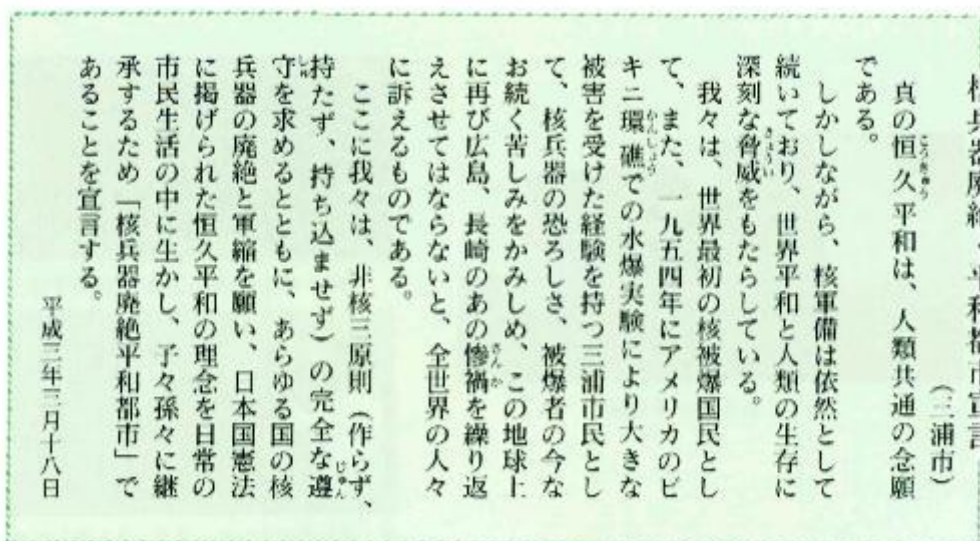 核兵器廃絶平和都市宣言
（三浦市）
真の恒久平和は、人類共通の念願
である。
しかしながら、核軍備は依然として
続いており、世界平和と人類の生存に
深刻な脅威をもたらしている。
我々は、世界最初の核被爆国民とし
て、また、一九五四年にアメリカのビ
キニ環礁での水爆実験により大きな
被害を受けた経験を持つ三浦市民とし
て、核兵器の恐ろしさ、被爆者の今な
お続く苦しみをかみしめ、この地球上
に再び広島、長崎のあの惨禍を繰り返
えさせてはならないと、全世界の人々
に訴えるものである。
ここに我々は、非核三原則（作らず、
持たず、持ち込ませず）の完全な遵
守を求めるとともに、あらゆる国の核
兵器の廃絶と軍縮を願い、日本国憲法
に掲げられた恒久平和の理念を日常の
市民生活の中に生かし、子々孫々に継
承するため「核兵器廃絶平和都市」で
あることを宣言する。
平成三年三月十八日